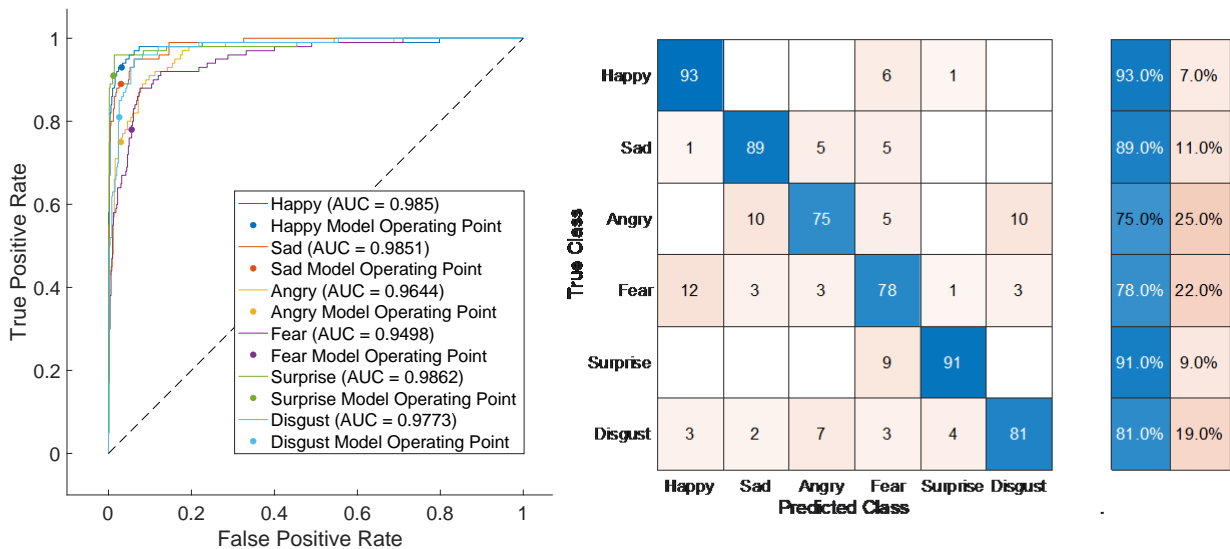 1
0.8
0.6
0.4
0.2
0
True Positive Rate
0 0.2 0.4 0.6 0.8 1
False Positive Rate
Happy (AUC = 0.985)
Happy Model Operating Point
Sad (AUC = 0.9851)
Sad Model Operating Point
Angry (AUC = 0.9644)
Angry Model Operating Point
Fear (AUC = 0.9498)
Fear Model Operating Point
Surprise (AUC = 0.9862)
Surprise Model Operating Point
Disgust (AUC = 0.9773)
Disgust Model Operating Point
True Class
Happy 93 6 1 93.0% 7.0%
Sad 1 89 5 5 89.0% 11.0%
Angry 10 75 5 10 75.0% 25.0%
Fear 12 3 3 78 1 3 78.0% 22.0%
Surprise 9 91 91.0% 9.0%
Disgust 3 2 7 3 4 81 81.0% 19.0%
Happy Sad Angry Fear Surprise Disgust
Predicted Class